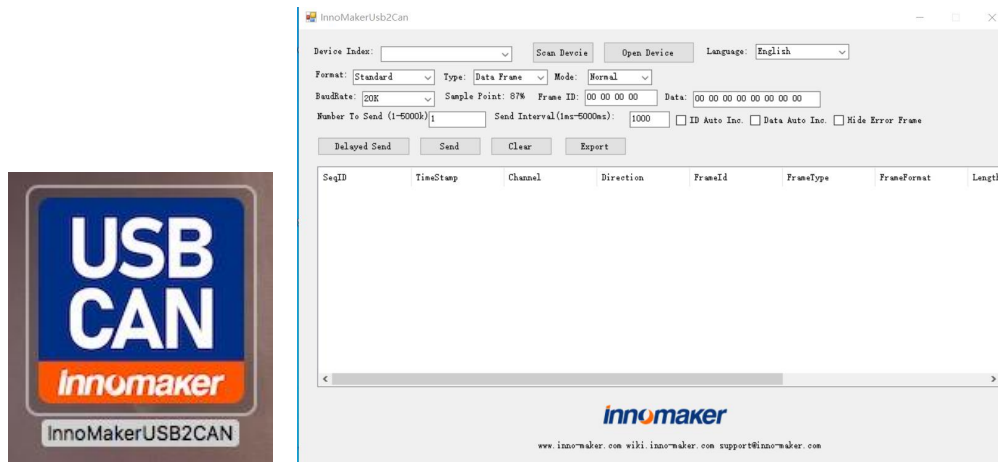 InnoMakerUsb2Can
Device Index: Scan Devcie Open Device Language: English
Format: Standard Type: Data Frame Mode: Normal
BaudRate: 20K Sample Point: 87% Frame ID: 00 00 00 00 Data: 00 00 00 00 00 00 00 00
Number To Send (1-5000k) 1 Send Interval(1ms-5000ms): 1000 ID Auto Inc. Data Auto Inc. Hide Error Frame
Delayed Send Send Clear Export
SeqID TimeStamp Channel Direction FrameId FrameType FrameFormat Length
USB
CAN
innomaker
InnoMakerUSB2CAN
innomaker
www.inno-maker.com wiki.inno-maker.com support@inno-maker.com